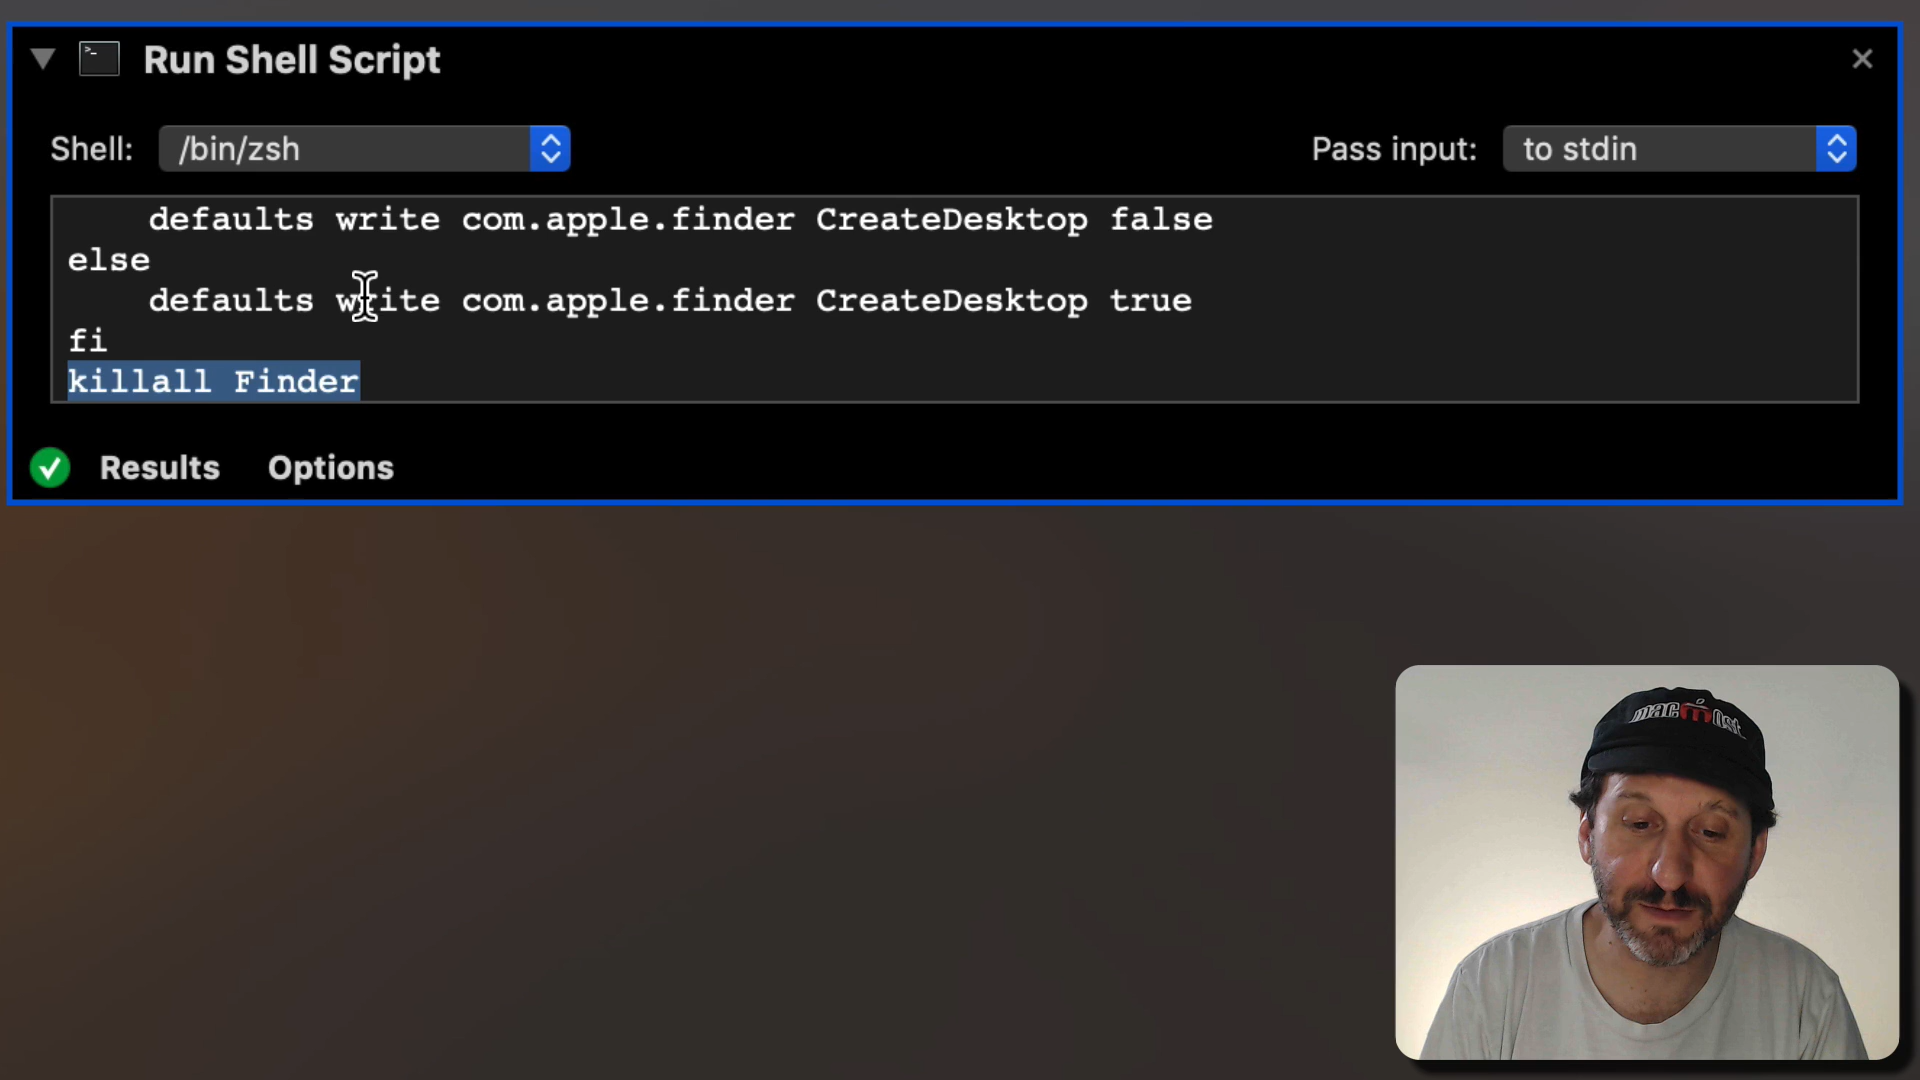 Run Shell Script
Shell: /bin/zsh
Pass input: to stdin
defaults write com.apple.finder CreateDesktop false
else
defaults write com.apple.finder CreateDesktop true
fi
killall Finder
Results Options
macmost